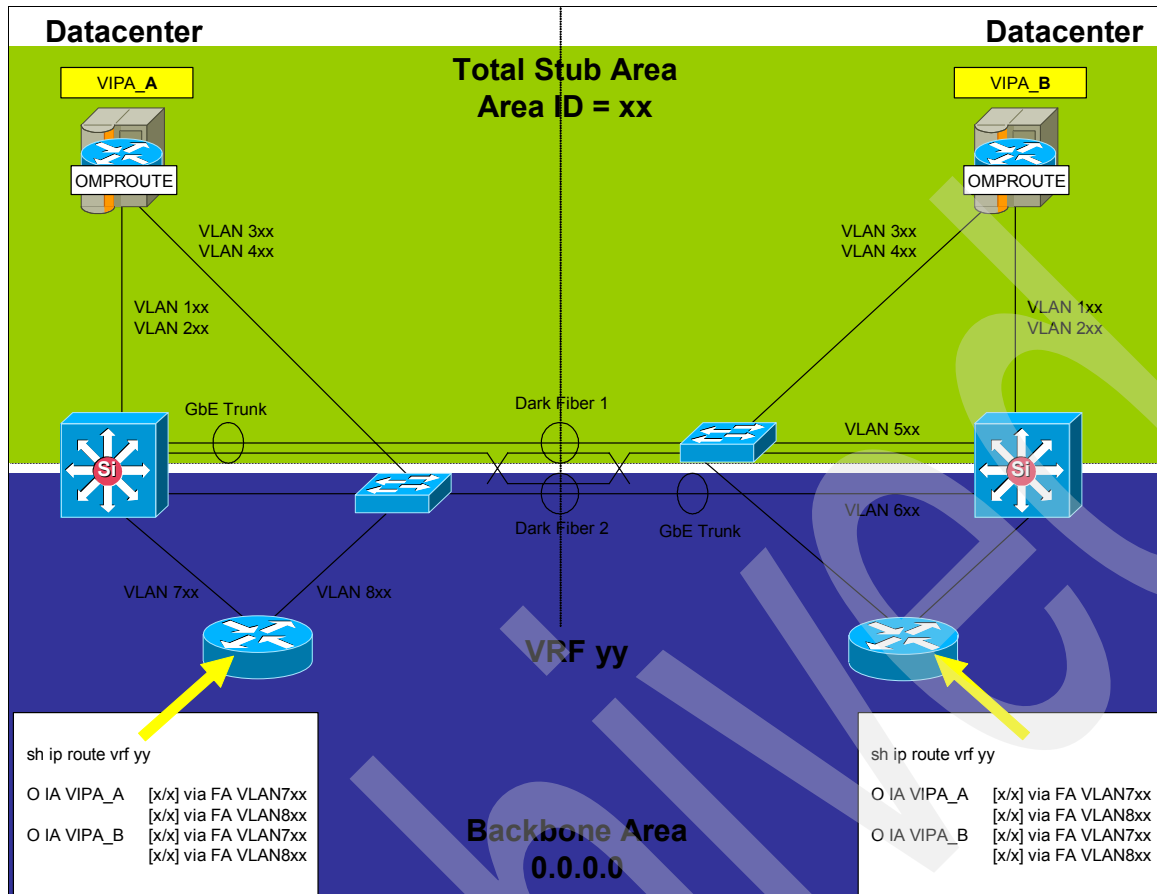 Datacenter
Datacenter
Total Stub Area
Area ID = xx
VIPA_A
VIPA_B
OMPROUTE
OMPROUTE
VLAN 3xx
VLAN 4xx
VLAN 3xx
VLAN 4xx
VLAN 1xx
VLAN 2xx
VLAN 1xx
VLAN 2xx
GbE Trunk
Dark Fiber 1
VLAN 5xx
Si
Si
Dark Fiber 2
GbE Trunk
VLAN 6xx
VLAN 7xx
VLAN 8xx
VRF yy
sh ip route vrf yy
O IA VIPA_A [x/x] via FA VLAN7xx
[x/x] via FA VLAN8xx
O IA VIPA_B [x/x] via FA VLAN7xx
[x/x] via FA VLAN8xx
Backbone Area
0.0.0.0
sh ip route vrf yy
O IA VIPA_A [x/x] via FA VLAN7xx
[x/x] via FA VLAN8xx
O IA VIPA_B [x/x] via FA VLAN7xx
[x/x] via FA VLAN8xx